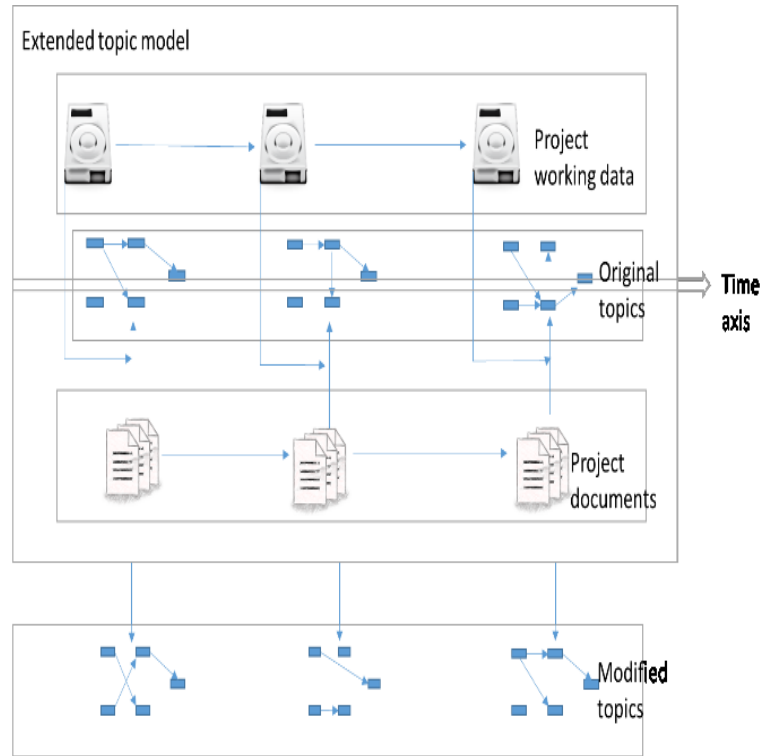 Extended topic model
Project
working data
Original
topics
Time
axis
Project
documents
Modified
topics